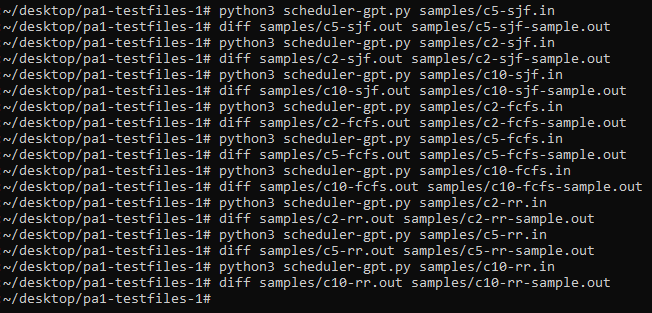 ~/desktop/pa1-testfiles-1# python3 scheduler-gpt.py samples/c5-sjf.in
~/desktop/pa1-testfiles-1# diff samples/c5-sjf.out samples/c5-sjf-sample.out
~/desktop/pa1-testfiles-1# python3 scheduler-gpt.py samples/c2-sjf.in
~/desktop/pa1-testfiles-1# diff samples/c2-sjf.out samples/c2-sjf-sample.out
~/desktop/pa1-testfiles-1# python3 scheduler-gpt.py samples/c10-sjf.in
~/desktop/pa1-testfiles-1# diff samples/c10-sjf.out samples/c10-sjf-sample.out
~/desktop/pa1-testfiles-1# python3 scheduler-gpt.py samples/c2-fcfs.in
~/desktop/pa1-testfiles-1# diff samples/c2-fcfs.out samples/c2-fcfs-sample.out
~/desktop/pa1-testfiles-1# python3 scheduler-gpt.py samples/c5-fcfs.in
~/desktop/pa1-testfiles-1# diff samples/c5-fcfs.out samples/c5-fcfs-sample.out
~/desktop/pa1-testfiles-1# python3 scheduler-gpt.py samples/c10-fcfs.in
~/desktop/pa1-testfiles-1# diff samples/c10-fcfs.out samples/c10-fcfs-sample.out
~/desktop/pa1-testfiles-1# python3 scheduler-gpt.py samples/c2-rr.in
~/desktop/pa1-testfiles-1# diff samples/c2-rr.out samples/c2-rr-sample.out
~/desktop/pa1-testfiles-1# python3 scheduler-gpt.py samples/c5-rr.in
~/desktop/pa1-testfiles-1# diff samples/c5-rr.out samples/c5-rr-sample.out
~/desktop/pa1-testfiles-1# python3 scheduler-gpt.py samples/c10-rr.in
~/desktop/pa1-testfiles-1# diff samples/c10-rr.out samples/c10-rr-sample.out
~/desktop/pa1-testfiles-1#